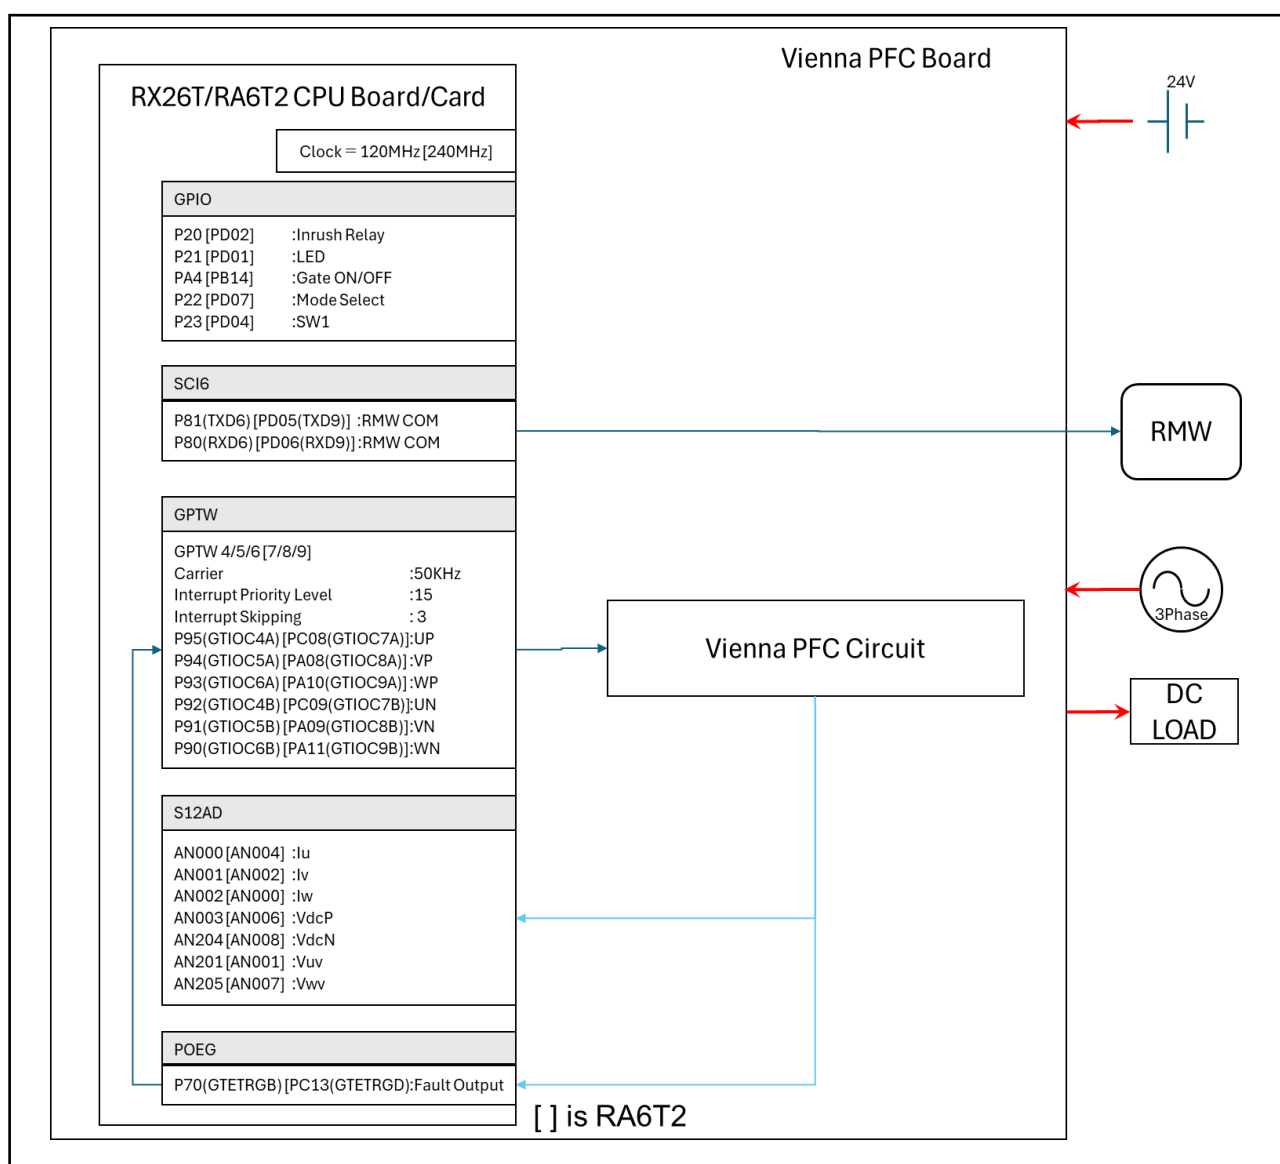 Vienna PFC Board
24V
RX26T/RA6T2 CPU Board/Card
Clock = 120MHz [240MHz]
GPIO
P20 [PD02] :Inrush Relay
P21 [PD01] :LED
PA4 [PB14] :Gate ON/OFF
P22 [PD07] :Mode Select
P23 [PD04] :SW1
SCI6
P81(TXD6) [PD05(TXD9)] :RMW COM
P80(RXD6) [PD06(RXD9)] :RMW COM
RMW
GPTW
GPTW 4/5/6 [7/8/9]
Carrier :50KHz
Interrupt Priority Level :15
Interrupt Skipping : 3
P95(GTIOC4A) [PC08(GTIOC7A)]:UP
P94(GTIOC5A) [PA08(GTIOC8A)]:VP
P93(GTIOC6A) [PA10(GTIOC9A)]:WP
P92(GTIOC4B) [PC09(GTIOC7B)]:UN
P91(GTIOC5B) [PA09(GTIOC8B)]:VN
P90(GTIOC6B) [PA11(GTIOC9B)]:WN
Vienna PFC Circuit
3Phase
DC
LOAD
S12AD
AN000 [AN004] :Iu
AN001 [AN002] :Iv
AN002 [AN000] :Iw
AN003 [AN006] :VdcP
AN204 [AN008] :VdcN
AN201 [AN001] :Vuv
AN205 [AN007] :Vwv
POEG
P70(GTETRGB) [PC13(GTETRGD):Fault Output
[ ] is RA6T2